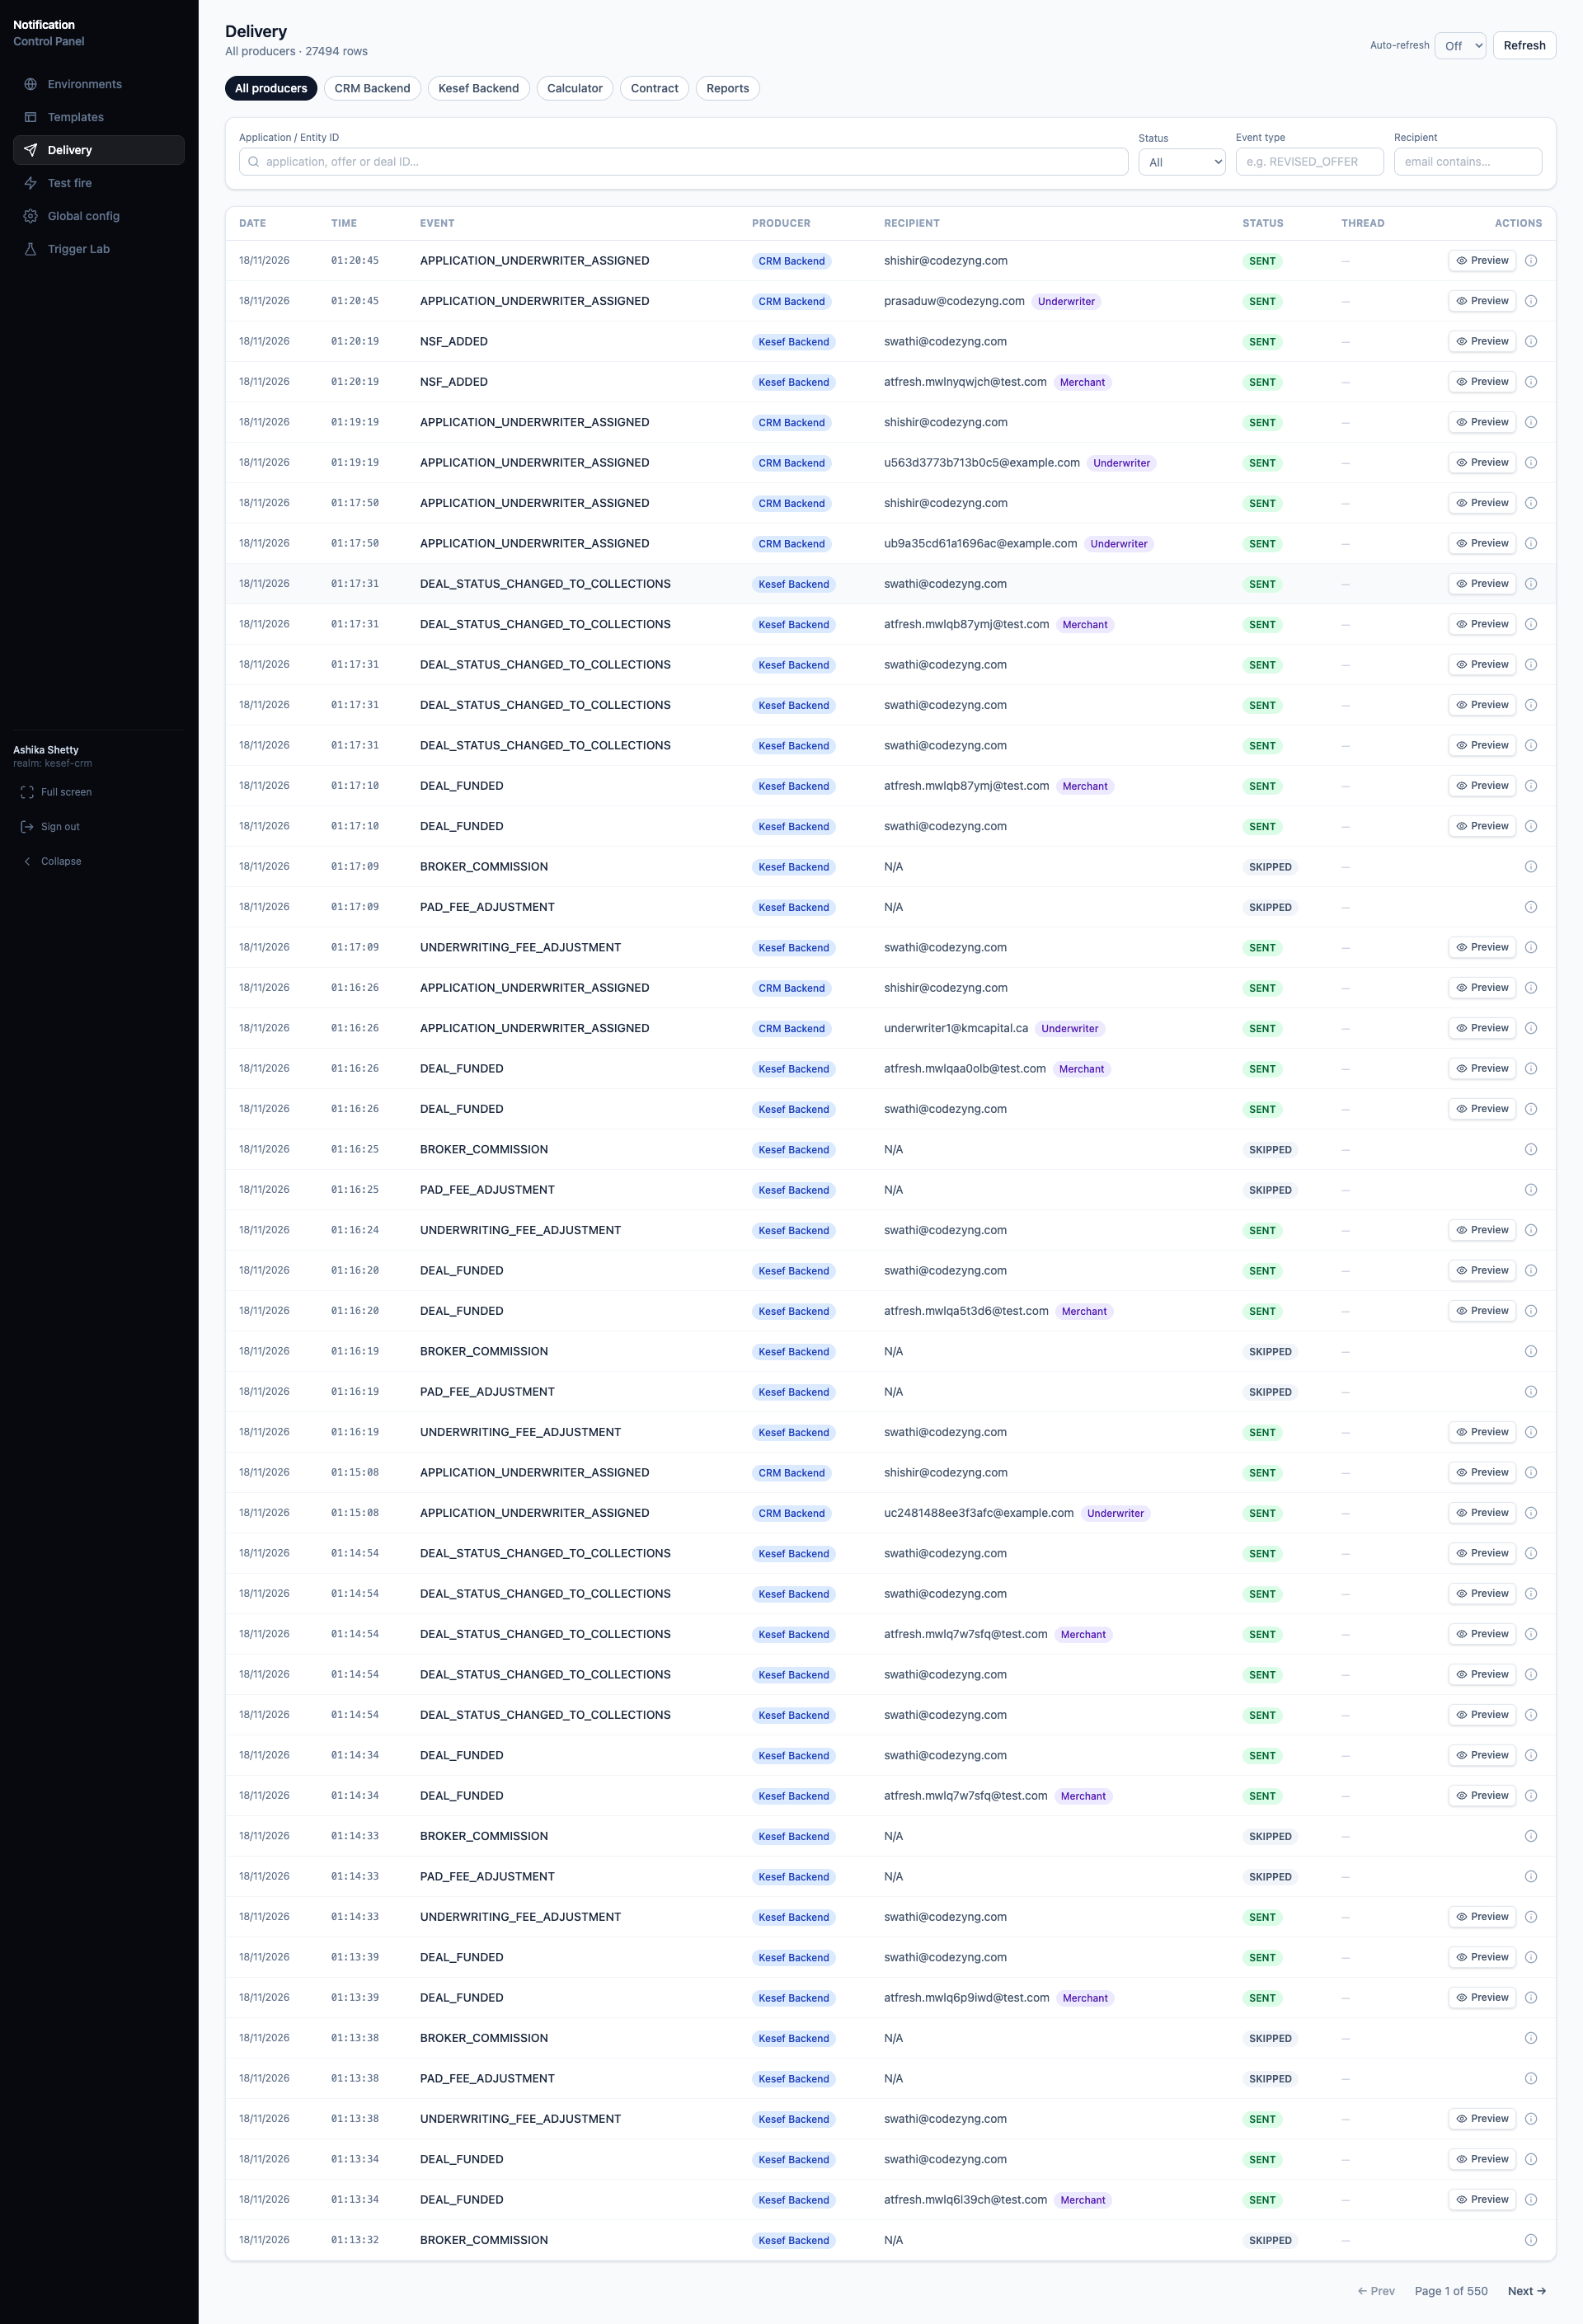 Notification
Control Panel
Environments
Templates
Delivery
Test fire
Global config
Trigger Lab
Ashika Shetty
realm: kesef-crm
Full screen
Sign out
Collapse
Delivery
All producers · 27494 rows
Auto-refresh Off Refresh
All producers CRM Backend Kesef Backend Calculator Contract Reports
Application / Entity ID Status Event type Recipient
application, offer or deal ID... All e.g. REVISED_OFFER email contains...
DATE TIME EVENT PRODUCER RECIPIENT STATUS THREAD ACTIONS
18/11/2026 01:20:45 APPLICATION_UNDERWRITER_ASSIGNED CRM Backend shishir@codezyng.com SENT — Preview
18/11/2026 01:20:45 APPLICATION_UNDERWRITER_ASSIGNED CRM Backend prasaduw@codezyng.com Underwriter SENT — Preview
18/11/2026 01:20:19 NSF_ADDED Kesef Backend swathi@codezyng.com SENT — Preview
18/11/2026 01:20:19 NSF_ADDED Kesef Backend atfresh.mwlnyqwjch@test.com Merchant SENT — Preview
18/11/2026 01:19:19 APPLICATION_UNDERWRITER_ASSIGNED CRM Backend shishir@codezyng.com SENT — Preview
18/11/2026 01:19:19 APPLICATION_UNDERWRITER_ASSIGNED CRM Backend u563d3773b713b0c5@example.com Underwriter SENT — Preview
18/11/2026 01:17:50 APPLICATION_UNDERWRITER_ASSIGNED CRM Backend shishir@codezyng.com SENT — Preview
18/11/2026 01:17:50 APPLICATION_UNDERWRITER_ASSIGNED CRM Backend ub9a35cd61a1696ac@example.com Underwriter SENT — Preview
18/11/2026 01:17:31 DEAL_STATUS_CHANGED_TO_COLLECTIONS Kesef Backend swathi@codezyng.com SENT — Preview
18/11/2026 01:17:31 DEAL_STATUS_CHANGED_TO_COLLECTIONS Kesef Backend atfresh.mwlqb87ymj@test.com Merchant SENT — Preview
18/11/2026 01:17:31 DEAL_STATUS_CHANGED_TO_COLLECTIONS Kesef Backend swathi@codezyng.com SENT — Preview
18/11/2026 01:17:31 DEAL_STATUS_CHANGED_TO_COLLECTIONS Kesef Backend swathi@codezyng.com SENT — Preview
18/11/2026 01:17:31 DEAL_STATUS_CHANGED_TO_COLLECTIONS Kesef Backend swathi@codezyng.com SENT — Preview
18/11/2026 01:17:10 DEAL_FUNDED Kesef Backend atfresh.mwlqb87ymj@test.com Merchant SENT — Preview
18/11/2026 01:17:10 DEAL_FUNDED Kesef Backend swathi@codezyng.com SENT — Preview
18/11/2026 01:17:09 BROKER_COMMISSION Kesef Backend N/A SKIPPED —
18/11/2026 01:17:09 PAD_FEE_ADJUSTMENT Kesef Backend N/A SKIPPED —
18/11/2026 01:17:09 UNDERWRITING_FEE_ADJUSTMENT Kesef Backend swathi@codezyng.com SENT — Preview
18/11/2026 01:16:26 APPLICATION_UNDERWRITER_ASSIGNED CRM Backend shishir@codezyng.com SENT — Preview
18/11/2026 01:16:26 APPLICATION_UNDERWRITER_ASSIGNED CRM Backend underwriter1@kmcapital.ca Underwriter SENT — Preview
18/11/2026 01:16:26 DEAL_FUNDED Kesef Backend atfresh.mwlqaa0olb@test.com Merchant SENT — Preview
18/11/2026 01:16:26 DEAL_FUNDED Kesef Backend swathi@codezyng.com SENT — Preview
18/11/2026 01:16:25 BROKER_COMMISSION Kesef Backend N/A SKIPPED —
18/11/2026 01:16:25 PAD_FEE_ADJUSTMENT Kesef Backend N/A SKIPPED —
18/11/2026 01:16:24 UNDERWRITING_FEE_ADJUSTMENT Kesef Backend swathi@codezyng.com SENT — Preview
18/11/2026 01:16:20 DEAL_FUNDED Kesef Backend swathi@codezyng.com SENT — Preview
18/11/2026 01:16:20 DEAL_FUNDED Kesef Backend atfresh.mwlqa5t3d6@test.com Merchant SENT — Preview
18/11/2026 01:16:19 BROKER_COMMISSION Kesef Backend N/A SKIPPED —
18/11/2026 01:16:19 PAD_FEE_ADJUSTMENT Kesef Backend N/A SKIPPED —
18/11/2026 01:16:19 UNDERWRITING_FEE_ADJUSTMENT Kesef Backend swathi@codezyng.com SENT — Preview
18/11/2026 01:15:08 APPLICATION_UNDERWRITER_ASSIGNED CRM Backend shishir@codezyng.com SENT — Preview
18/11/2026 01:15:08 APPLICATION_UNDERWRITER_ASSIGNED CRM Backend uc2481488ee3f3afc@example.com Underwriter SENT — Preview
18/11/2026 01:14:54 DEAL_STATUS_CHANGED_TO_COLLECTIONS Kesef Backend swathi@codezyng.com SENT — Preview
18/11/2026 01:14:54 DEAL_STATUS_CHANGED_TO_COLLECTIONS Kesef Backend swathi@codezyng.com SENT — Preview
18/11/2026 01:14:54 DEAL_STATUS_CHANGED_TO_COLLECTIONS Kesef Backend atfresh.mwlq7w7sfq@test.com Merchant SENT — Preview
18/11/2026 01:14:54 DEAL_STATUS_CHANGED_TO_COLLECTIONS Kesef Backend swathi@codezyng.com SENT — Preview
18/11/2026 01:14:54 DEAL_STATUS_CHANGED_TO_COLLECTIONS Kesef Backend swathi@codezyng.com SENT — Preview
18/11/2026 01:14:34 DEAL_FUNDED Kesef Backend swathi@codezyng.com SENT — Preview
18/11/2026 01:14:34 DEAL_FUNDED Kesef Backend atfresh.mwlq7w7sfq@test.com Merchant SENT — Preview
18/11/2026 01:14:33 BROKER_COMMISSION Kesef Backend N/A SKIPPED —
18/11/2026 01:14:33 PAD_FEE_ADJUSTMENT Kesef Backend N/A SKIPPED —
18/11/2026 01:14:33 UNDERWRITING_FEE_ADJUSTMENT Kesef Backend swathi@codezyng.com SENT — Preview
18/11/2026 01:13:39 DEAL_FUNDED Kesef Backend swathi@codezyng.com SENT — Preview
18/11/2026 01:13:39 DEAL_FUNDED Kesef Backend atfresh.mwlq6p9iwd@test.com Merchant SENT — Preview
18/11/2026 01:13:38 BROKER_COMMISSION Kesef Backend N/A SKIPPED —
18/11/2026 01:13:38 PAD_FEE_ADJUSTMENT Kesef Backend N/A SKIPPED —
18/11/2026 01:13:38 UNDERWRITING_FEE_ADJUSTMENT Kesef Backend swathi@codezyng.com SENT — Preview
18/11/2026 01:13:34 DEAL_FUNDED Kesef Backend swathi@codezyng.com SENT — Preview
18/11/2026 01:13:34 DEAL_FUNDED Kesef Backend atfresh.mwlq6l39ch@test.com Merchant SENT — Preview
18/11/2026 01:13:32 BROKER_COMMISSION Kesef Backend N/A SKIPPED —
← Prev Page 1 of 550 Next →